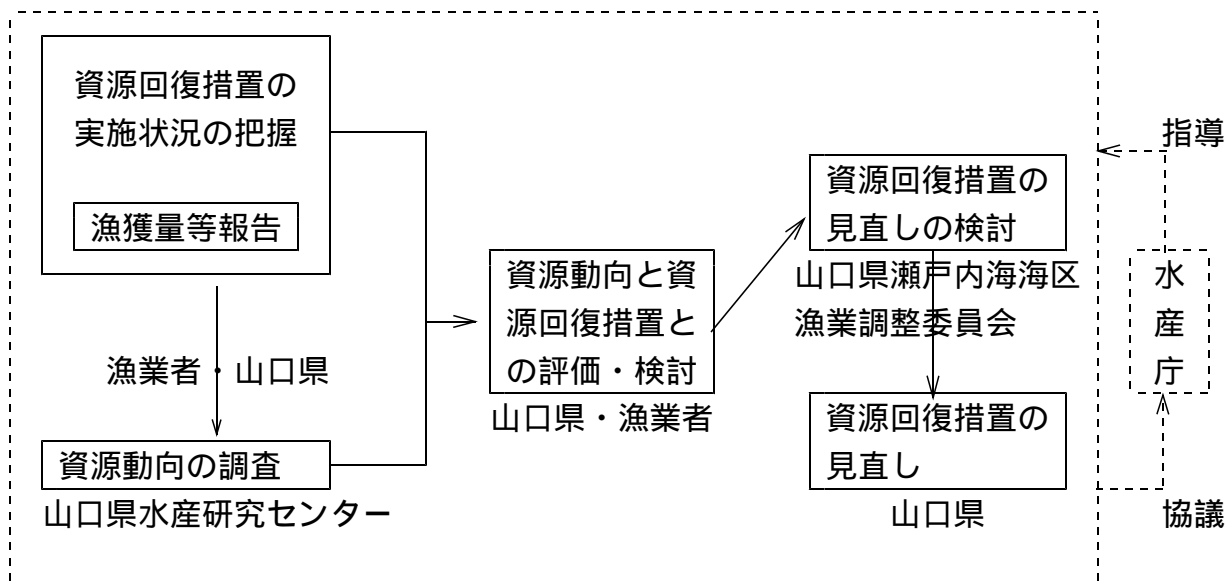 資源回復措置の
実施状況の把握
漁獲量等報告
漁業者・山口県
資源動向の調査
山口県水産研究センター
資源動向と資
源回復措置と
の評価・検討
山口県・漁業者
資源回復措置の
見直しの検討
山口県瀬戸内海海区
漁業調整委員会
資源回復措置の
見直し
山口県
指導
水
産
庁
協議